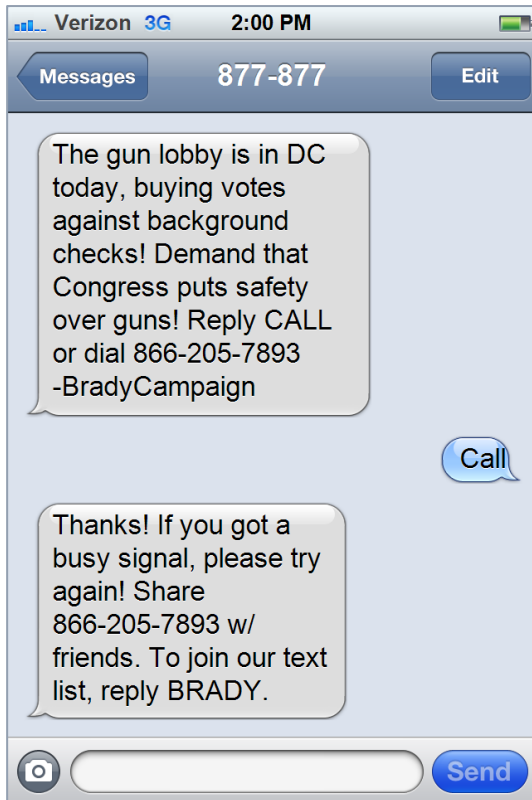 Verizon 3G 2:00 PM
Messages 877-877 Edit
The gun lobby is in DC
today, buying votes
against background
checks! Demand that
Congress puts safety
over guns! Reply CALL
or dial 866-205-7893
-BradyCampaign
Call
Thanks! If you got a
busy signal, please try
again! Share
866-205-7893 w/
friends. To join our text
list, reply BRADY.
Send